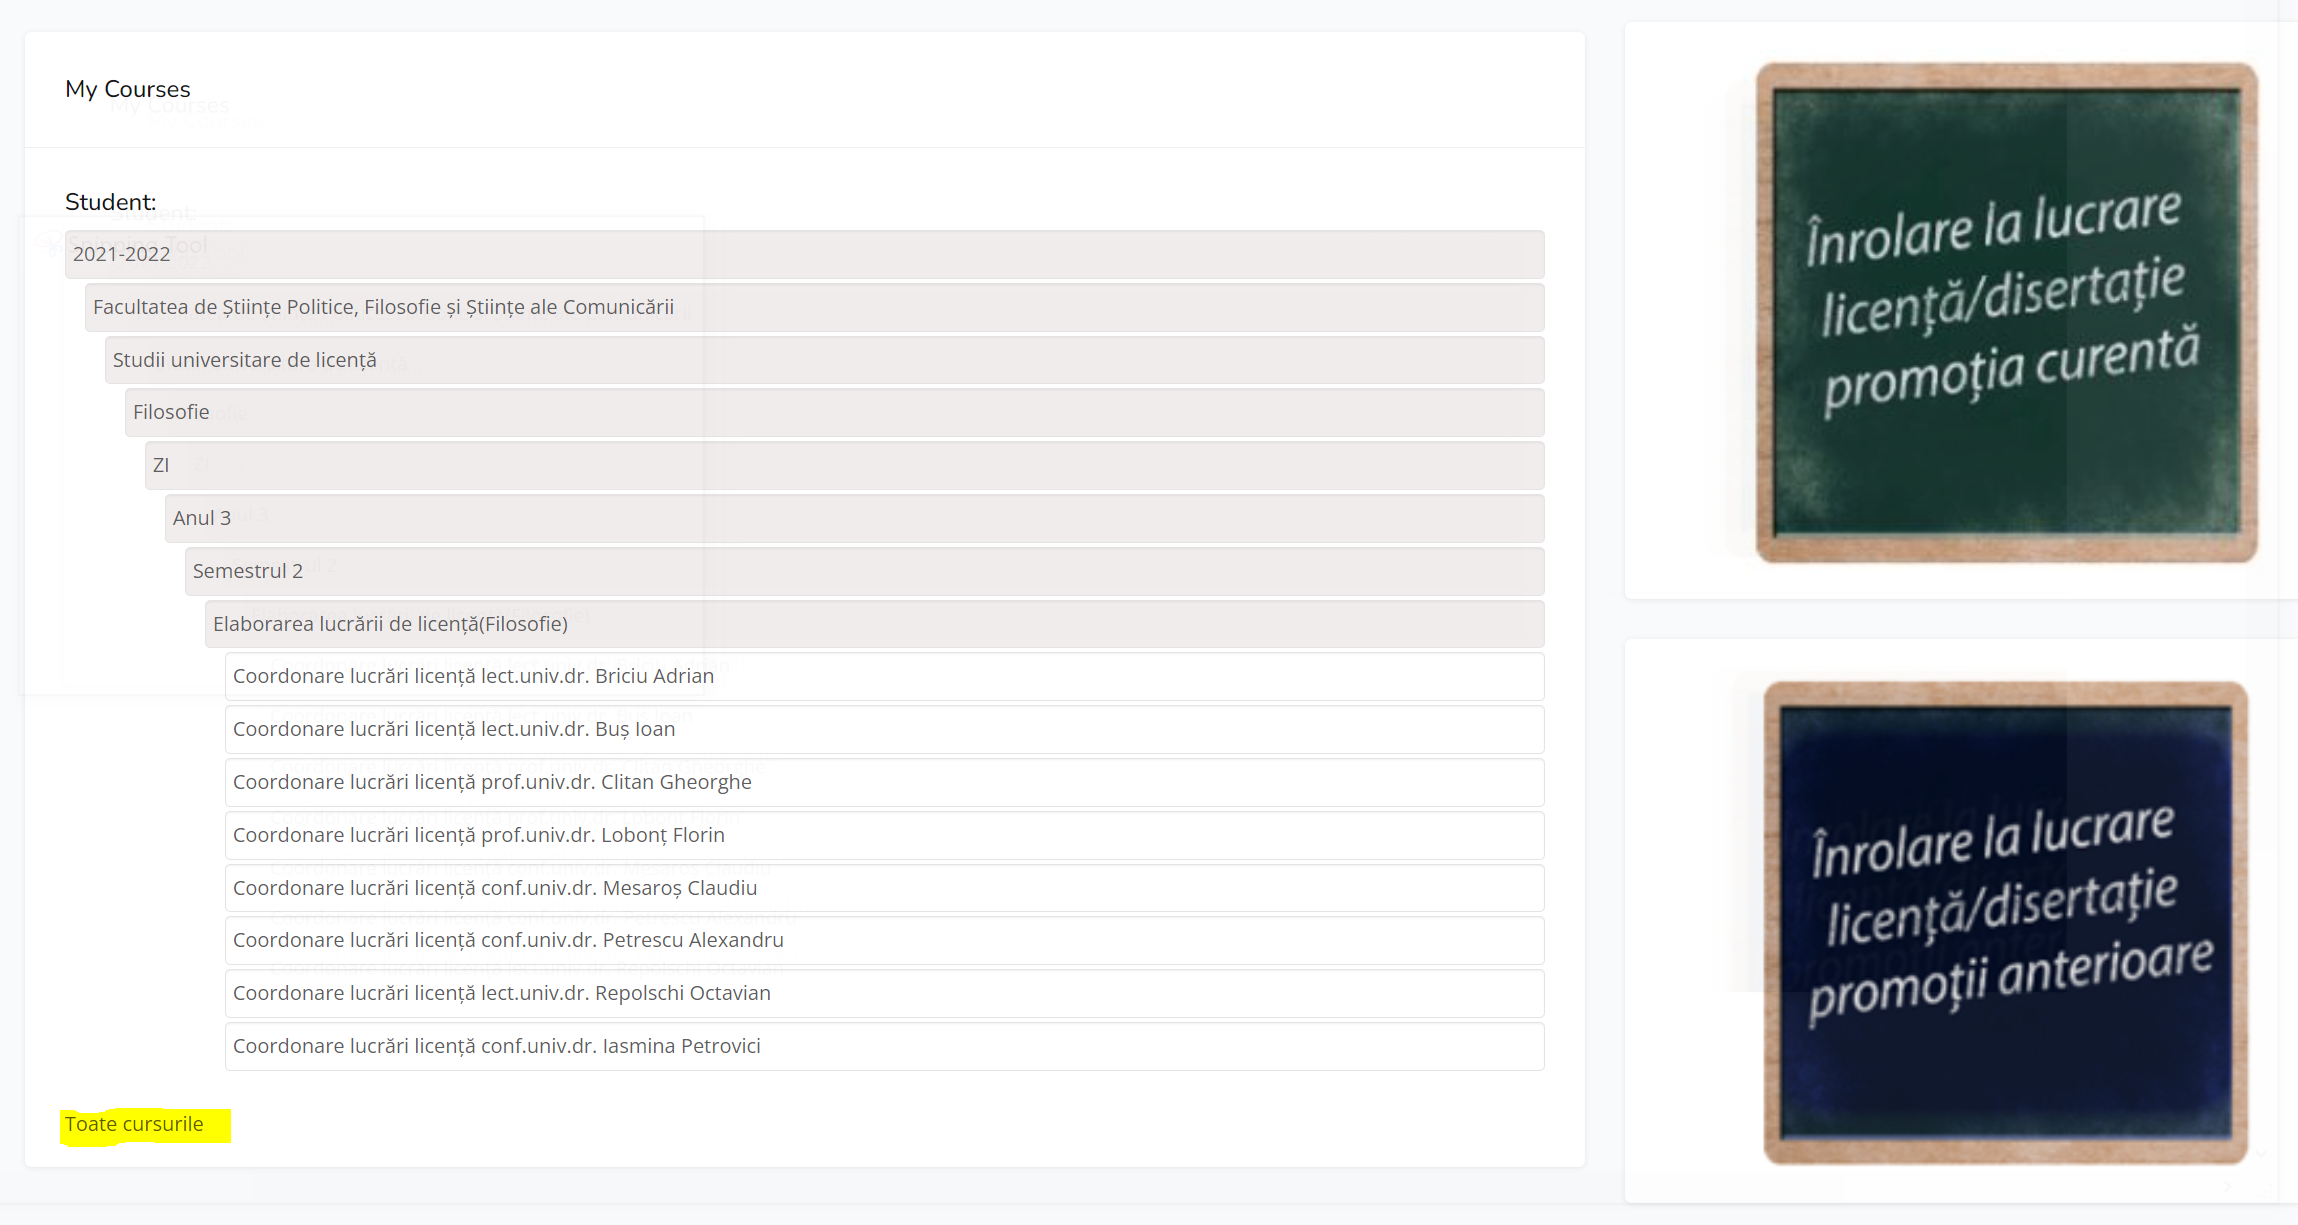 My Courses
Student:
2021-2022
Facultatea de Științe Politice, Filosofie și Științe ale Comunicării
Studii universitare de licență
Filosofie
ZI
Anul 3
Semestrul 2
Elaborarea lucrării de licență(Filosofie)
Coordonare lucrări licență lect.univ.dr. Briciu Adrian
Coordonare lucrări licență lect.univ.dr. Buș Ioan
Coordonare lucrări licență prof.univ.dr. Clitan Gheorghe
Coordonare lucrări licență prof.univ.dr. Lobonț Florin
Coordonare lucrări licență conf.univ.dr. Mesaroș Claudiu
Coordonare lucrări licență conf.univ.dr. Petrescu Alexandru
Coordonare lucrări licență lect.univ.dr. Repolschi Octavian
Coordonare lucrări licență conf.univ.dr. Iasmina Petrovici
Toate cursurile
Înrolare la lucrare
licență/disertație
promoția curentă
Înrolare la lucrare
licență/disertație
promoții anterioare